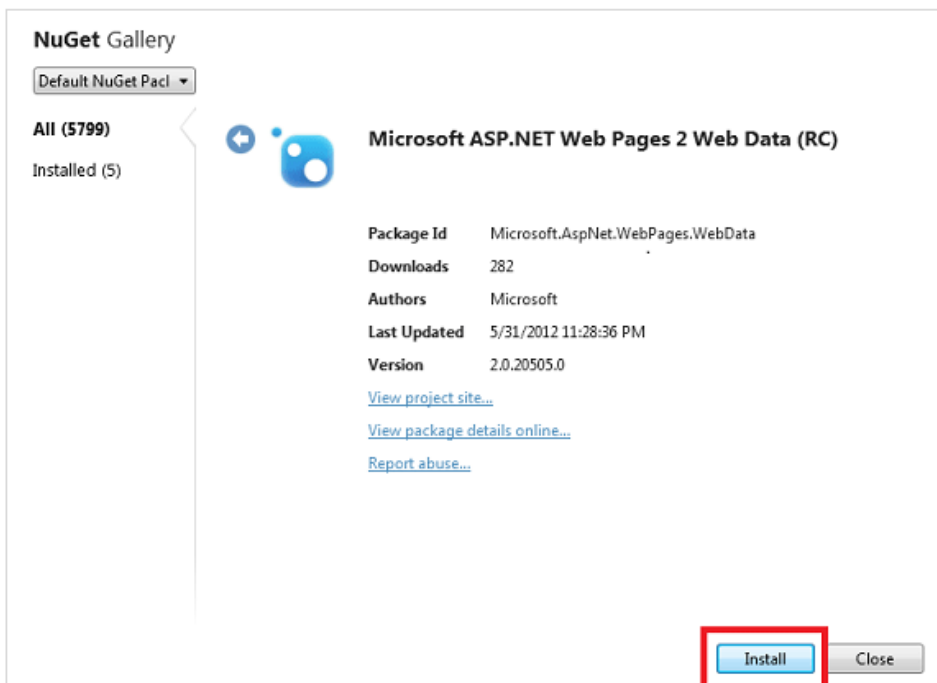 NuGet Gallery
Default NuGet Pacl
All (5799)
Installed (5)
Microsoft ASP.NET Web Pages 2 Web Data (RC)
Package Id Microsoft.AspNet.WebPages.WebData
Downloads 282
Authors Microsoft
Last Updated 5/31/2012 11:28:36 PM
Version 2.0.20505.0
View project site...
View package details online...
Report abuse...
Install Close